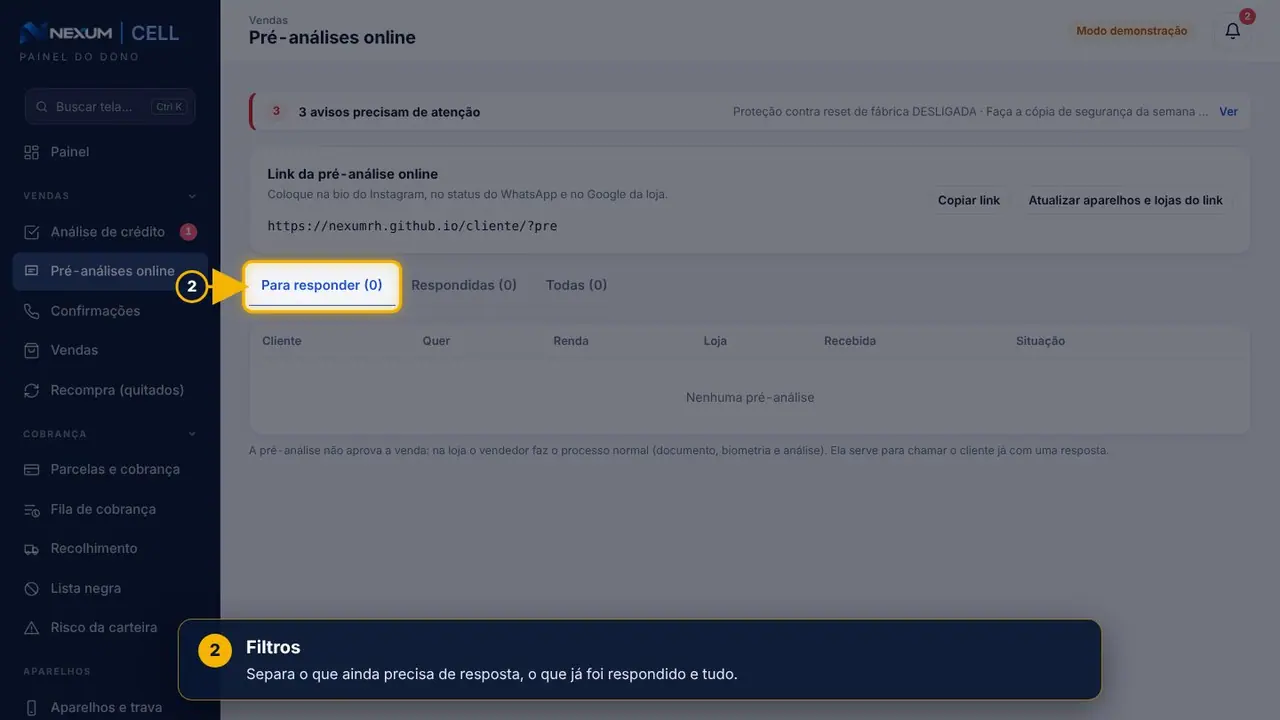 NEXUM | CELL
PAINEL DO DONO
Buscar tela... Ctrl K
Painel
VENDAS
Análise de crédito 1
Pré-análises online
Confirmações
Vendas
Recompra (quitados)
COBRANÇA
Parcelas e cobrança
Fila de cobrança
Recolhimento
Lista negra
Risco da carteira
APARELHOS
Aparelhos e trava
Vendas
Pré-análises online
Modo demonstração
2
3 3 avisos precisam de atenção
Proteção contra reset de fábrica DESLIGADA · Faça a cópia de segurança da semana ... Ver
Link da pré-análise online
Coloque na bio do Instagram, no status do WhatsApp e no Google da loja.
https://nexumrh.github.io/cliente/?pre
Copiar link Atualizar aparelhos e lojas do link
2
Para responder (0) Respondidas (0) Todas (0)
Cliente Quer Renda Loja Recebida Situação
Nenhuma pré-análise
A pré-análise não aprova a venda: na loja o vendedor faz o processo normal (documento, biometria e análise). Ela serve para chamar o cliente já com uma resposta.
2 Filtros
Separa o que ainda precisa de resposta, o que já foi respondido e tudo.